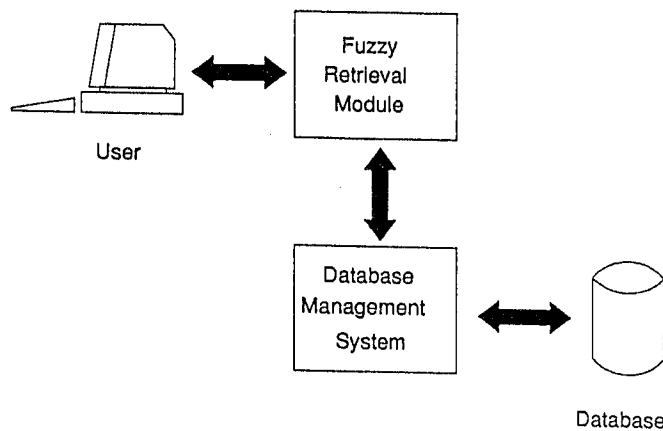 Fuzzy
Retrieval
Module
User
Database
Management
System
Database